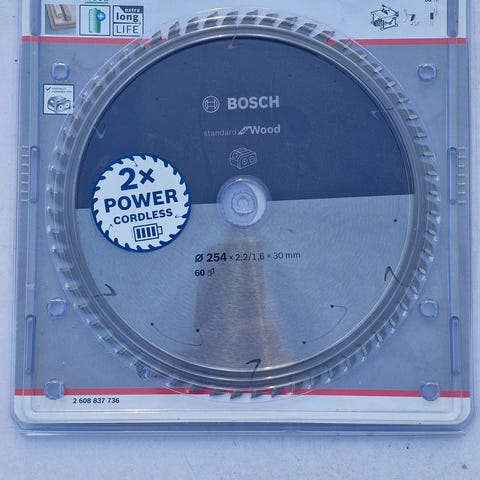 extra
long
LIFE
BOSCH
standard for Wood
2×
POWER
CORDLESS
Ø 254 × 2,2/1,6 × 30 mm
60
2 608 837 736